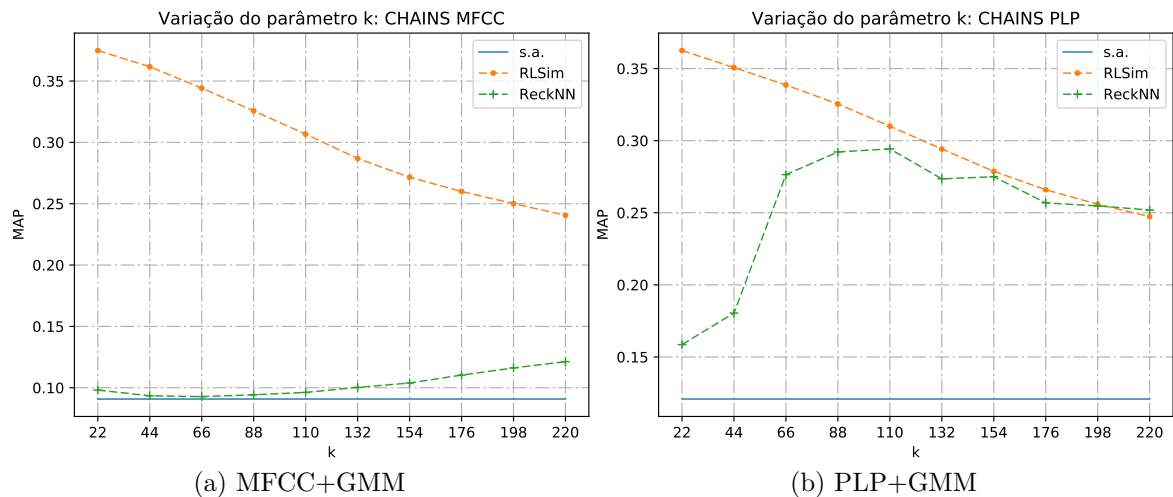 Variação do parâmetro k: CHAINS MFCC
s.a.
RLSim
ReckNN
0.35
0.30
0.25
0.20
0.15
0.10
MAP
22 44 66 88 110 132 154 176 198 220
k
(a) MFCC+GMM
Variação do parâmetro k: CHAINS PLP
s.a.
RLSim
ReckNN
0.35
0.30
0.25
0.20
0.15
MAP
22 44 66 88 110 132 154 176 198 220
k
(b) PLP+GMM